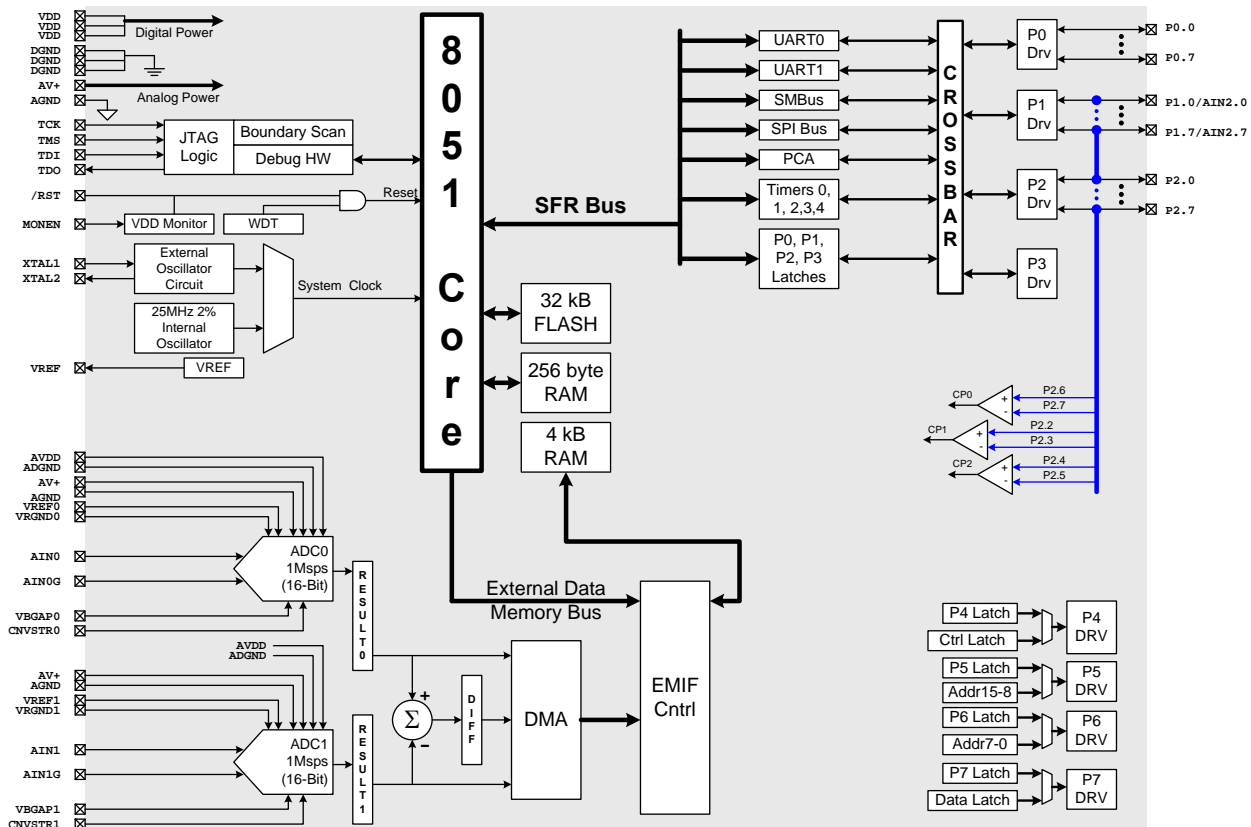 VDD
VDD
VDD
Digital Power
DGND
DGND
DGND
AV+
Analog Power
AGND
TCK
TMS
TDI
TDO
JTAG
Logic
Boundary Scan
Debug HW
/RST
Reset
MONEN
VDD Monitor
WDT
XTAL1
XTAL2
External
Oscillator
Circuit
System Clock
25MHz 2%
Internal
Oscillator
VREF
VREF
8051 Core
SFR Bus
32 kB
FLASH
256 byte
RAM
4 kB
RAM
UART0
UART1
SMBus
SPI Bus
PCA
Timers 0,
1, 2,3,4
P0, P1,
P2, P3
Latches
CROSSBAR
P0
Drv
P1
Drv
P2
Drv
P3
Drv
P0.0
P0.7
P1.0/AIN2.0
P1.7/AIN2.7
P2.0
P2.7
CP0
+
-
P2.6
P2.7
CP1
+
-
P2.2
P2.3
CP2
+
-
P2.4
P2.5
AVDD
ADGND
AV+
AGND
VREF0
VRGND0
AIN0
AIN0G
VBGAP0
CNVSTR0
ADC0
1Msps
(16-Bit)
RESULT0
AVDD
ADGND
AV+
AGND
VREF1
VRGND1
AIN1
AIN1G
VBGAP1
CNVSTR1
ADC1
1Msps
(16-Bit)
RESULT1
+
Σ
−
DIFF
DMA
External Data
Memory Bus
EMIF
Cntrl
P4 Latch
Ctrl Latch
P4
DRV
P5 Latch
Addr15-8
P5
DRV
P6 Latch
Addr7-0
P6
DRV
P7 Latch
Data Latch
P7
DRV